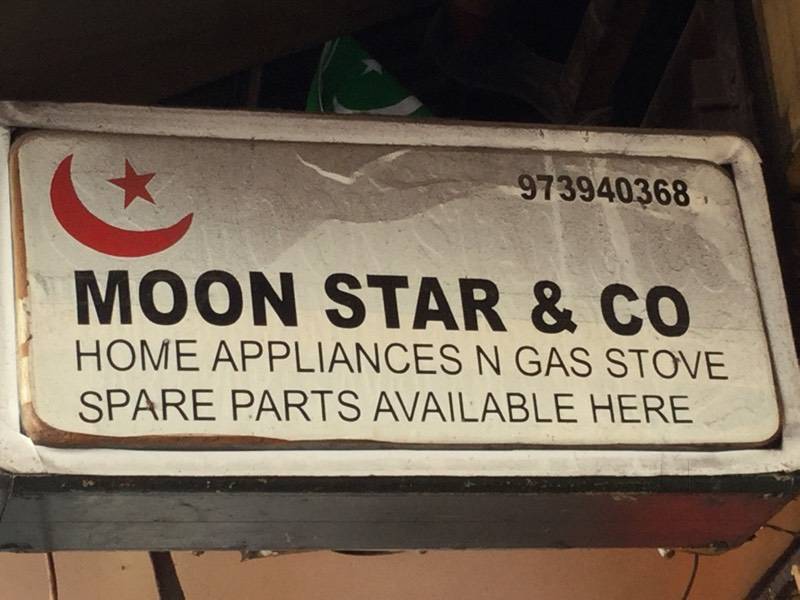 973940368
MOON STAR & CO
HOME APPLIANCES N GAS STOVE
SPARE PARTS AVAILABLE HERE